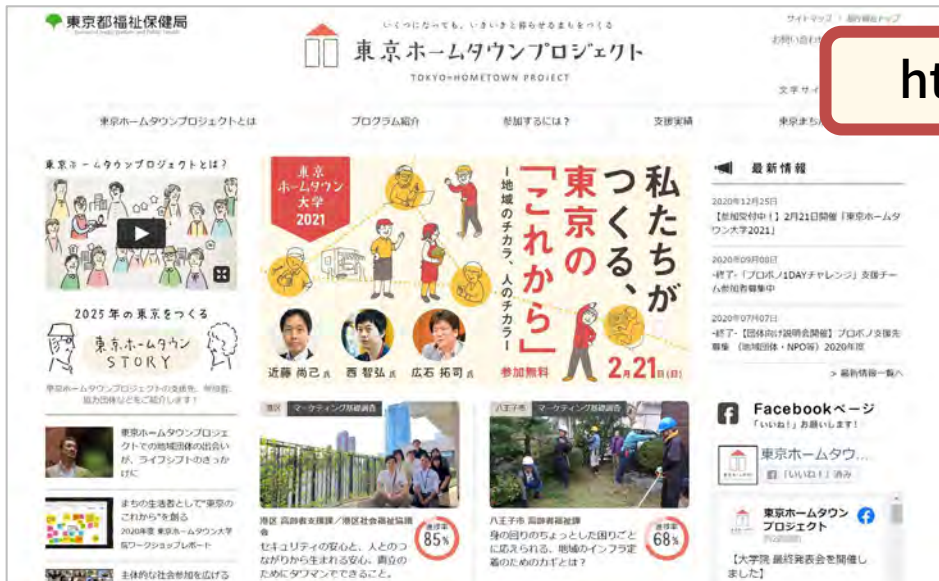 東京都福祉保健局
いくつになっても、いきいきと暮らせるまちをつくる
東京ホームタウンプロジェクト
TOKYO=HOMETOWN PROJECT
サイトマップ
ht
東京ホームタウンプロジェクトとは
プログラム紹介
参加するには?
支援実績
東京ホームタウンプロジェクトとは?
2025年の東京をつくる
東京ホームタウン
STORY
東京ホームタウンプロジェクトの支援先、参加者、
協力団体などをご紹介します!
東京ホームタウンプロジェ
クトでの地域団体の出会い
が、ライフシフトのきっか
けに
まちの生活者として"東京の
これから"を創る
2020年度 東京ホームタウン大学
院ワークショップレポート
主体的な社会参加を広げる
東京
ホームタウン
大学
2021
私たちが
つくる、
東京の
「これから」
ー地域のチカラ、人のチカラー
近藤 尚己 氏
西 智弘 氏
広石 拓司 氏
参加無料
2月21日(日)
港区 マーケティング基礎調査
港区 高齢者支援課/港区社会福祉協議
会
セキュリティの安心と、人とのつ
ながりから生まれる安心。両立の
ためにタワマンでできること。
進捗率
85%
八王子市 マーケティング基礎調査
八王子市 高齢者福祉課
身の回りのちょっとした困りごと
に応えられる、地域のインフラ定
着のためのカギとは?
進捗率
68%
最新情報
2020年12月25日
【参加受付中!】2月21日開催「東京ホームタ
ウン大学2021」
2020年09月08日
-終了-「プロボノ1DAYチャレンジ」支援チー
ム参加者募集中
2020年07月07日
-終了-【団体向け説明会開催】プロボノ支援先
募集 (地域団体・NPO等) 2020年度
> 最新情報一覧へ
Facebookページ
「いいね!」お願いします!
東京ホームタウ...
「いいね!」済み
東京ホームタウン
プロジェクト
【大学院 最終発表会を開催し
ました】